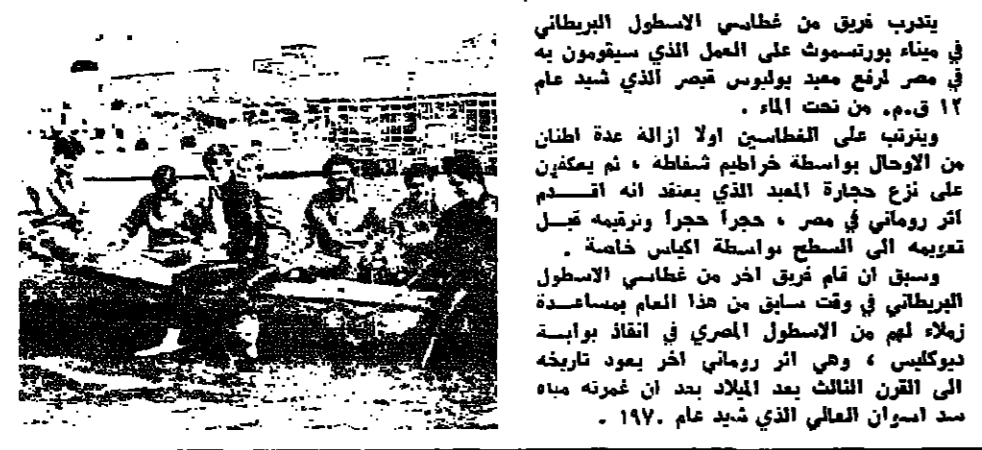 يتدرب فريق من غطاسي الاسطول البريطاني
في ميناء بورتسموث على العمل الذي سيقومون به
في مصر لرفع معبد يوليوس قيصر الذي شيد عام
١٢ ق.م. من تحت الماء .
ويترتب على الغطاسين اولا ازالة عدة اطنان
من الاوحال بواسطة خراطيم شفاطة ، ثم يعكفون
على نزع حجارة المعبد الذي يعتقد انه اقـــدم
اثر روماني في مصر ، حجرا حجرا وترقيمه قبــل
تعويمه الى السطح بواسطة اكياس خاصة .
وسبق ان قام فريق اخر من غطاسي الاسطول
البريطاني في وقت سابق من هذا العام بمساعــدة
زملاء لهم من الاسطول المصري في انقاذ بوابــة
ديوكليس ، وهي اثر روماني اخر يعود تاريخه
الى القرن الثالث بعد الميلاد بعد ان غمرته مياه
سد اسوان العالي الذي شيد عام ١٩٧٠ .